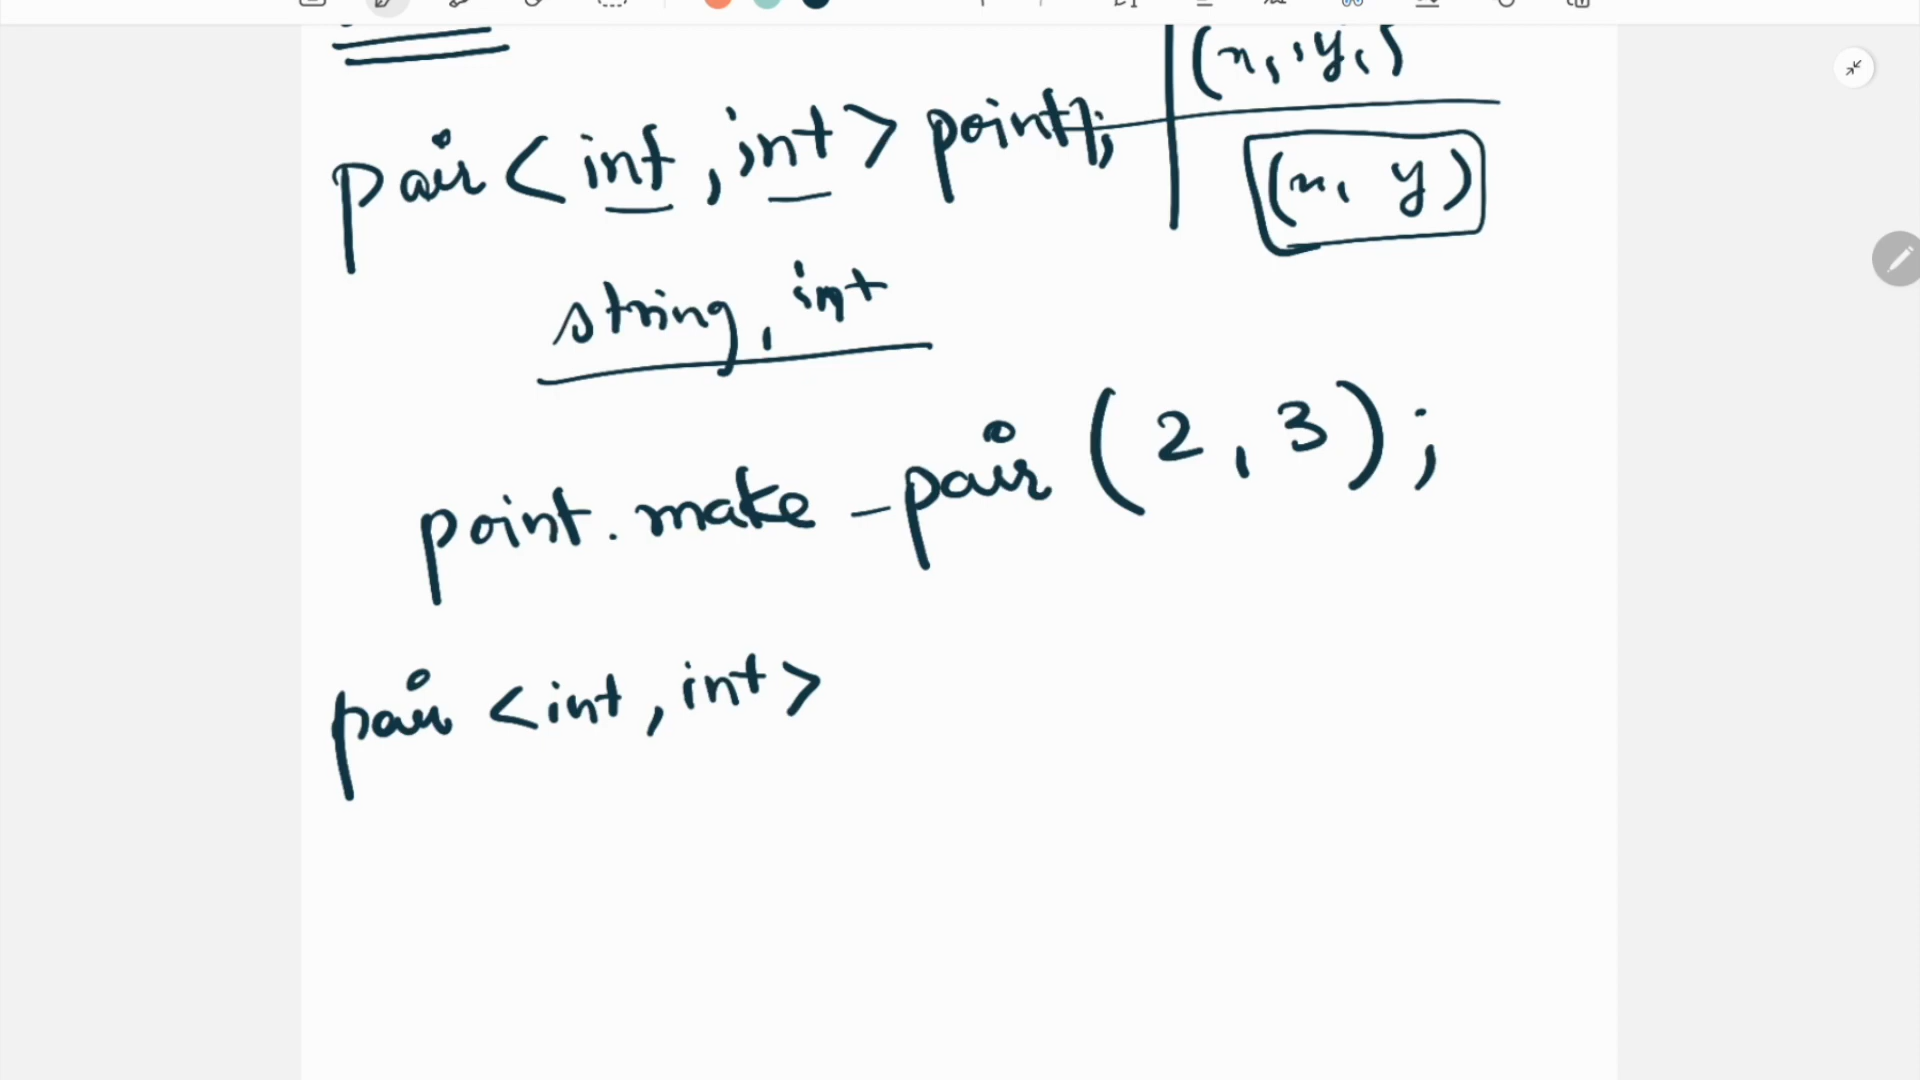 (x1, y1)
pair <int, int> point;
(x, y)
string, int
point. make_pair (2, 3);
pair <int, int>